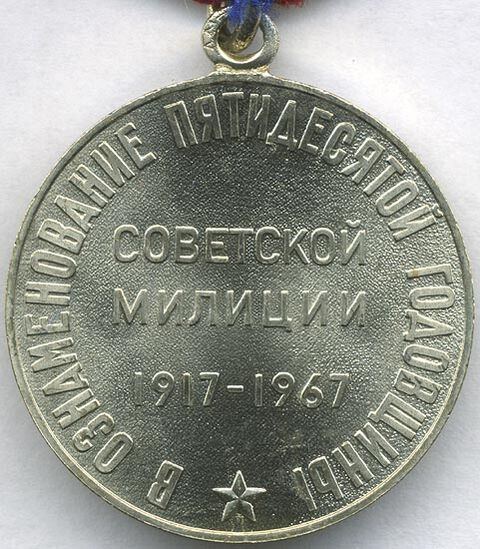 В ОЗНАМЕНОВАНИЕ ПЯТИДЕСЯТОЙ ГОДОВЩИНЫ
СОВЕТСКОЙ
МИЛИЦИИ
1917-1967